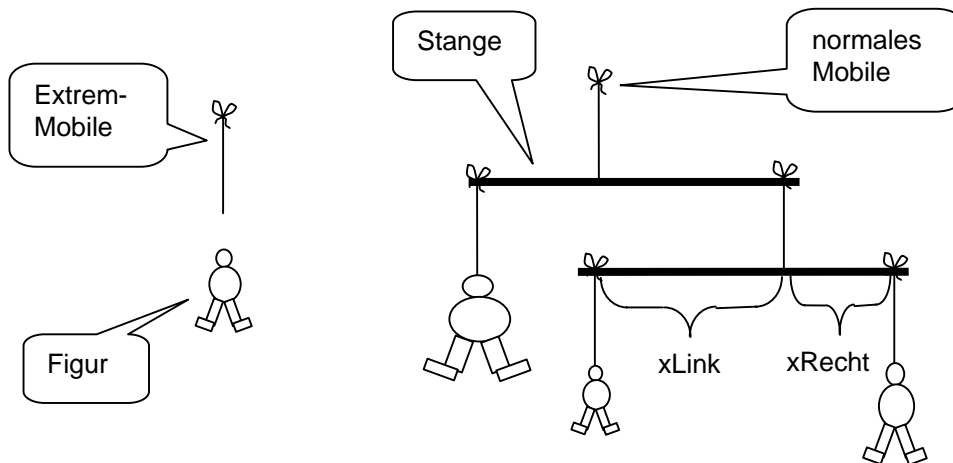 Extrem-
Mobile
Figur
Stange
normales
Mobile
xLink
xRecht